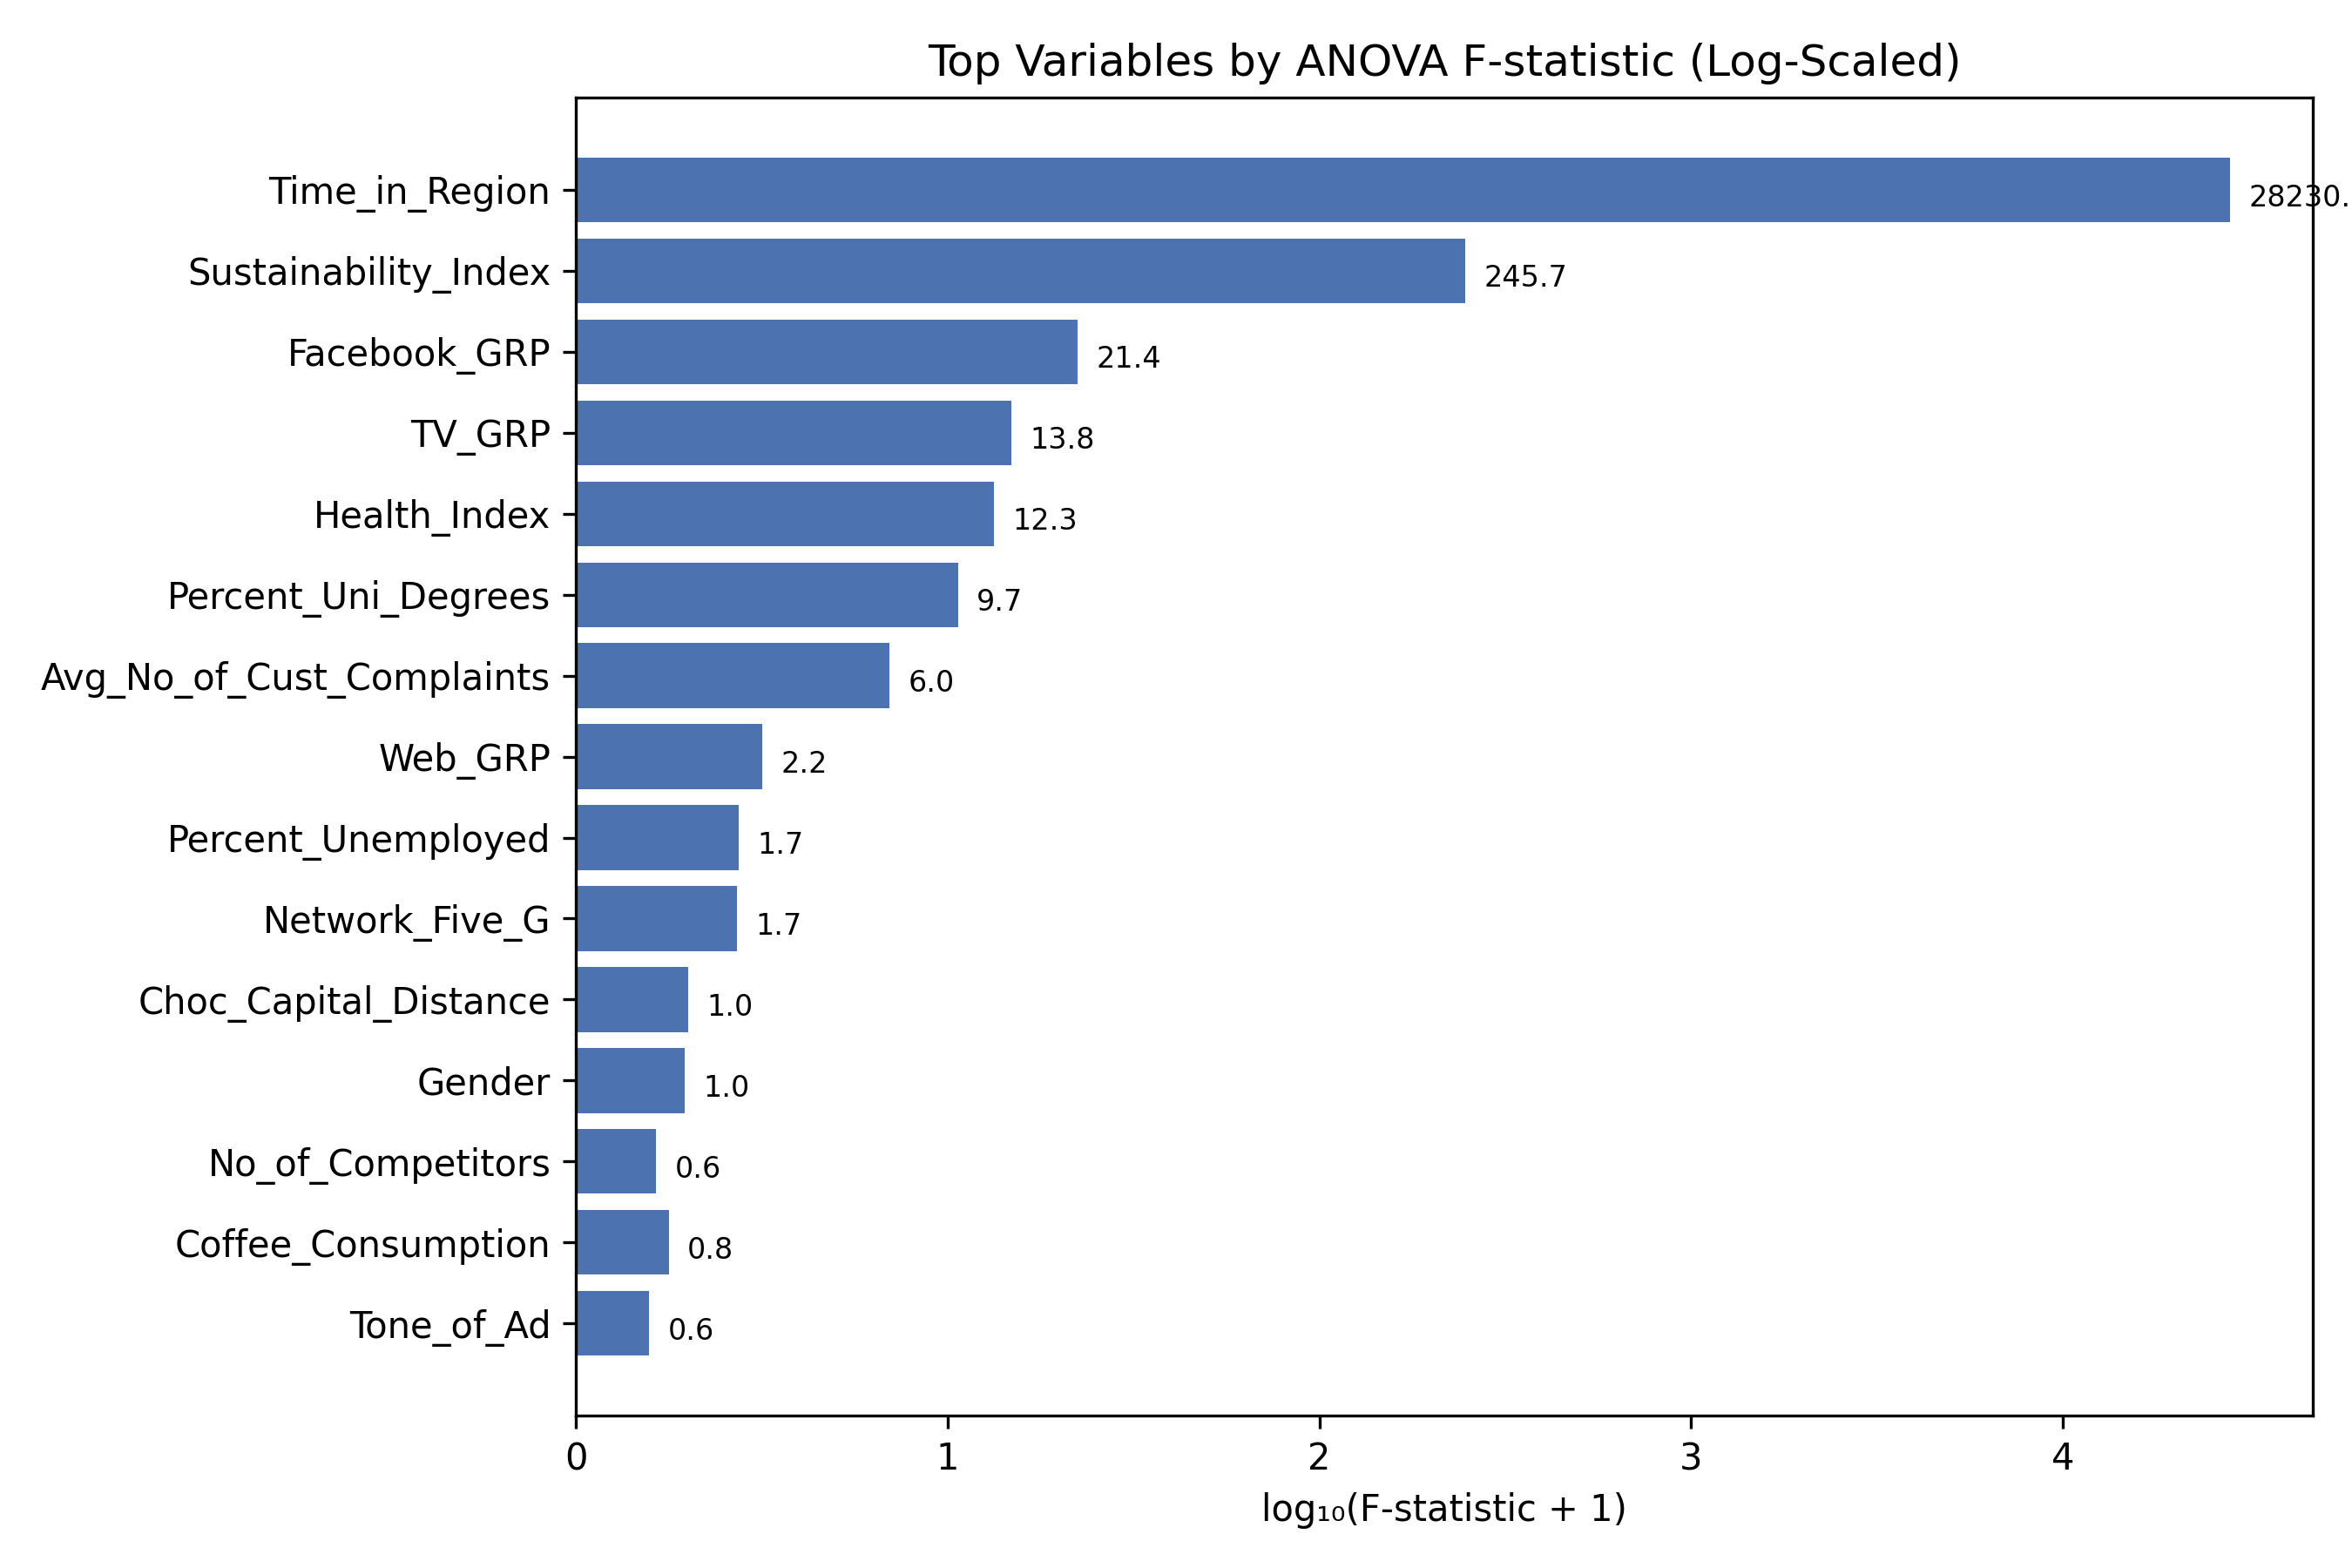 Top Variables by ANOVA F-statistic (Log-Scaled)
Time_in_Region 28230.
Sustainability_Index 245.7
Facebook_GRP 21.4
TV_GRP 13.8
Health_Index 12.3
Percent_Uni_Degrees 9.7
Avg_No_of_Cust_Complaints 6.0
Web_GRP 2.2
Percent_Unemployed 1.7
Network_Five_G 1.7
Choc_Capital_Distance 1.0
Gender 1.0
No_of_Competitors 0.6
Coffee_Consumption 0.8
Tone_of_Ad 0.6
0 1 2 3 4
log₁₀(F-statistic + 1)